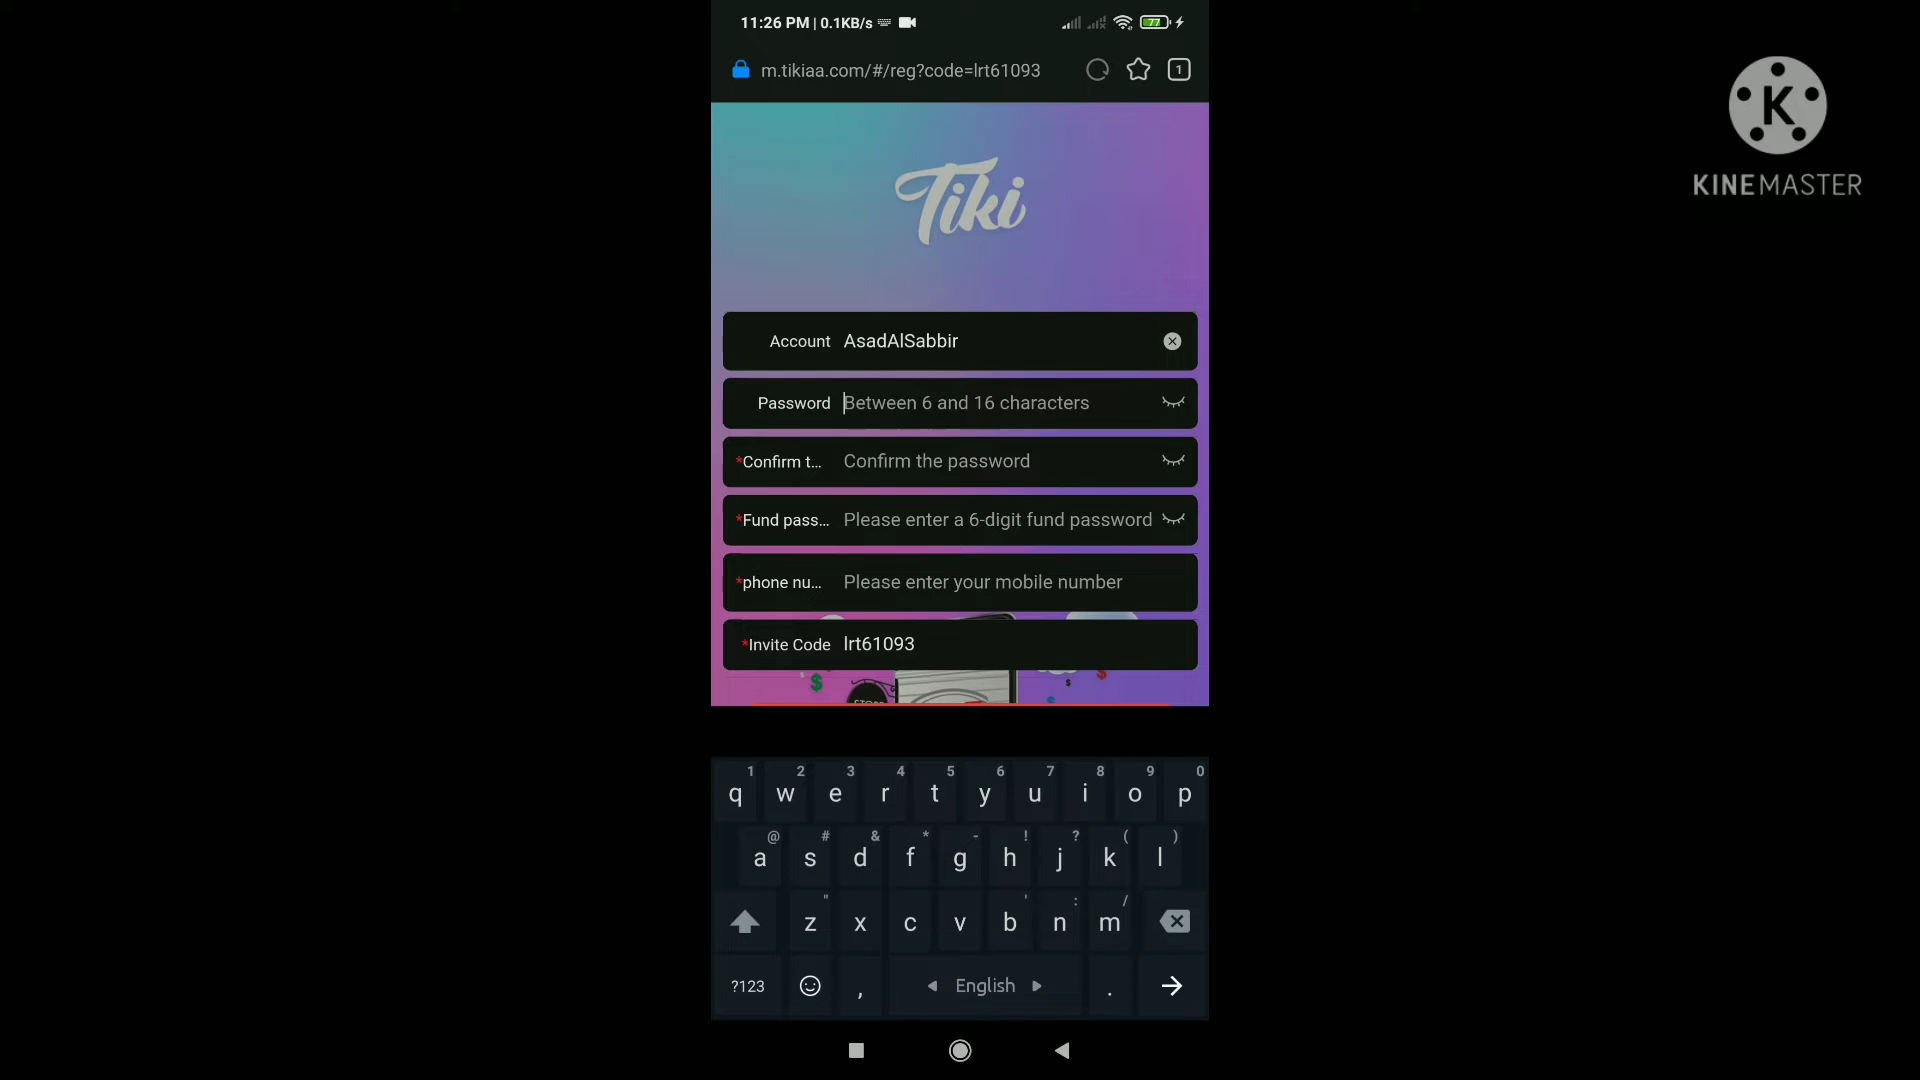 11:26 PM | 0.1KB/s
77
m.tikiaa.com/#/reg?code=lrt61093
1
K
KINEMASTER
Tiki
Account AsadAlSabbir
Password Between 6 and 16 characters
*Confirm t... Confirm the password
*Fund pass... Please enter a 6-digit fund password
*phone nu... Please enter your mobile number
*Invite Code lrt61093
$ $ $
1 2 3 4 5 6 7 8 9 0
q w e r t y u i o p
@ # & * - ! ? ( )
a s d f g h j k l
" ' : /
z x c v b n m
?123 , English .